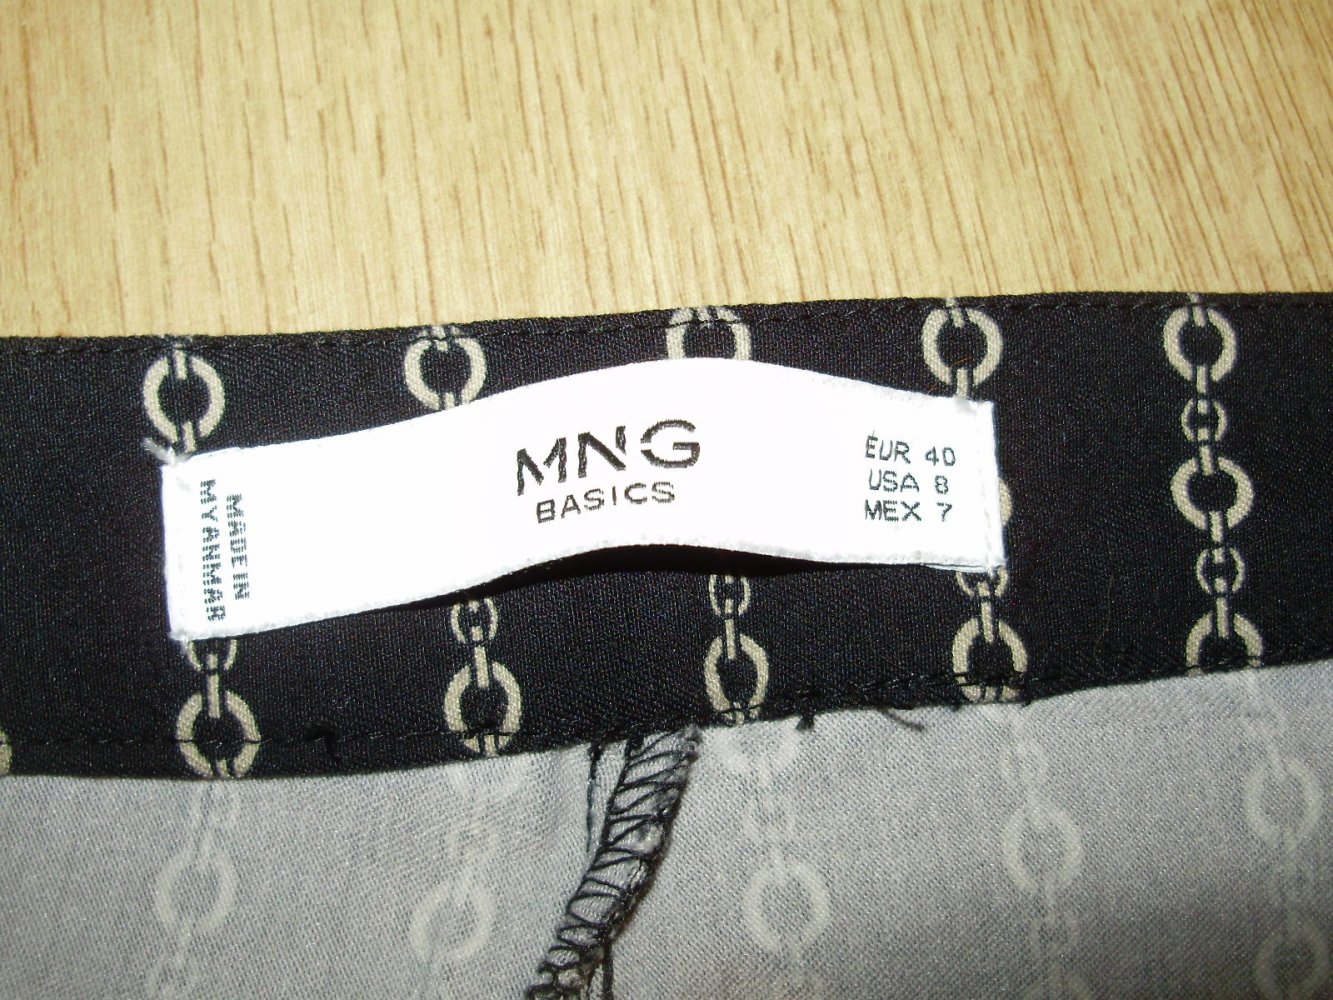 MNG
BASICS
EUR 40
USA 8
MEX 7
MADE IN
MYANMAR